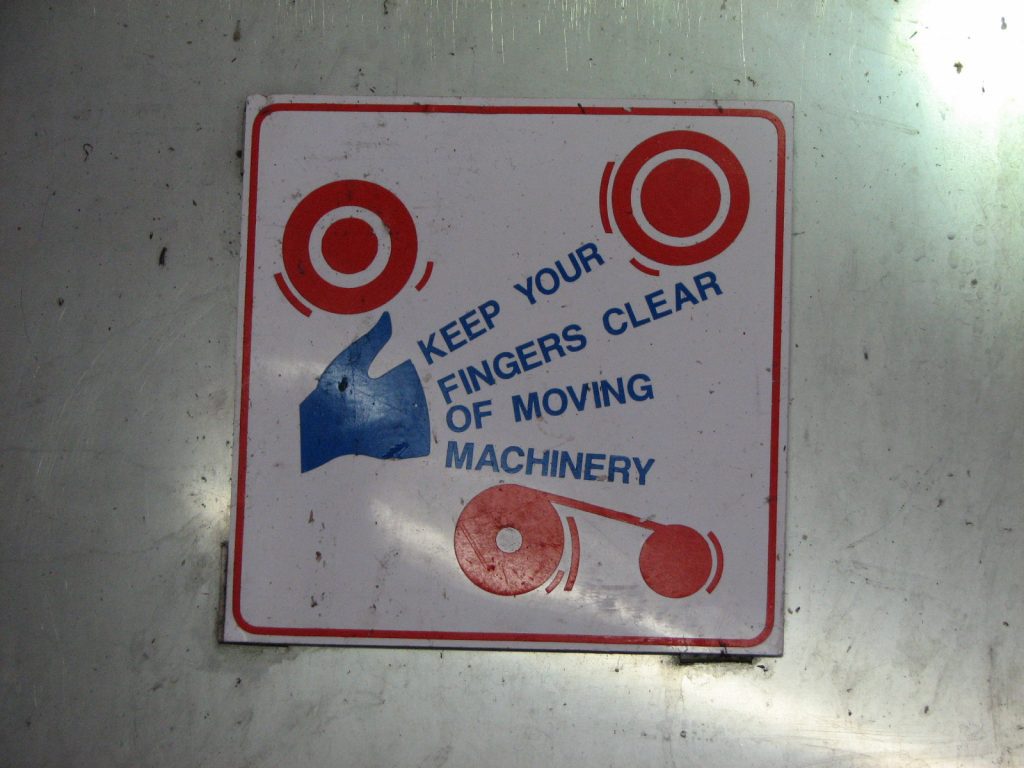 KEEP YOUR
FINGERS CLEAR
OF MOVING
MACHINERY